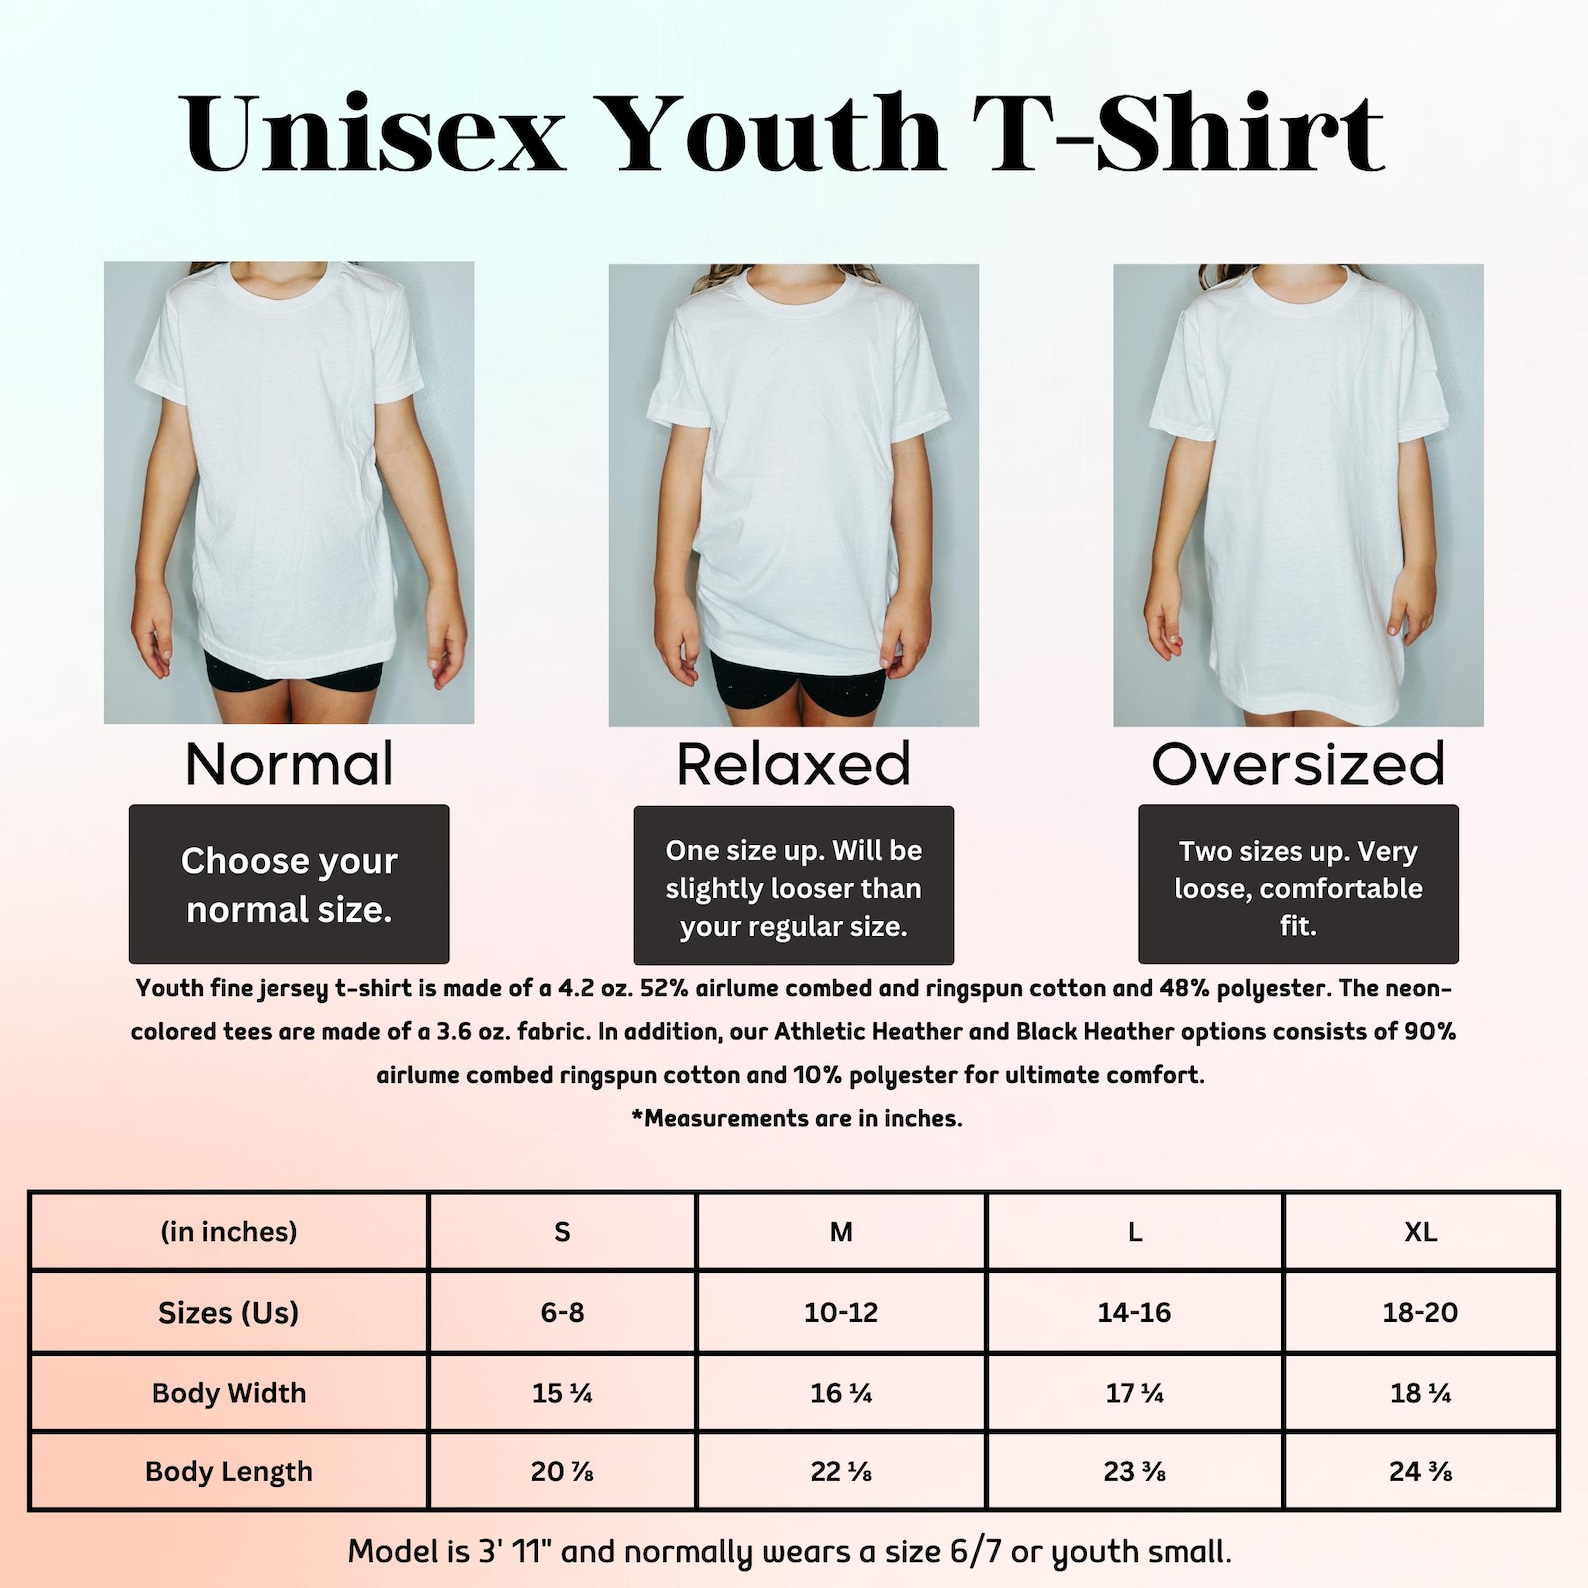 Unisex Youth T-Shirt
Normal
Relaxed
Oversized
Choose your
normal size.
One size up. Will be
slightly looser than
your regular size.
Two sizes up. Very
loose, comfortable
fit.
Youth fine jersey t-shirt is made of a 4.2 oz. 52% airlume combed and ringspun cotton and 48% polyester. The neon-
colored tees are made of a 3.6 oz. fabric. In addition, our Athletic Heather and Black Heather options consists of 90%
airlume combed ringspun cotton and 10% polyester for ultimate comfort.
*Measurements are in inches.
(in inches) S M L XL
Sizes (Us) 6-8 10-12 14-16 18-20
Body Width 15 ¼ 16 ¼ 17 ¼ 18 ¼
Body Length 20 ⅞ 22 ⅛ 23 ⅜ 24 ⅜
Model is 3' 11" and normally wears a size 6/7 or youth small.